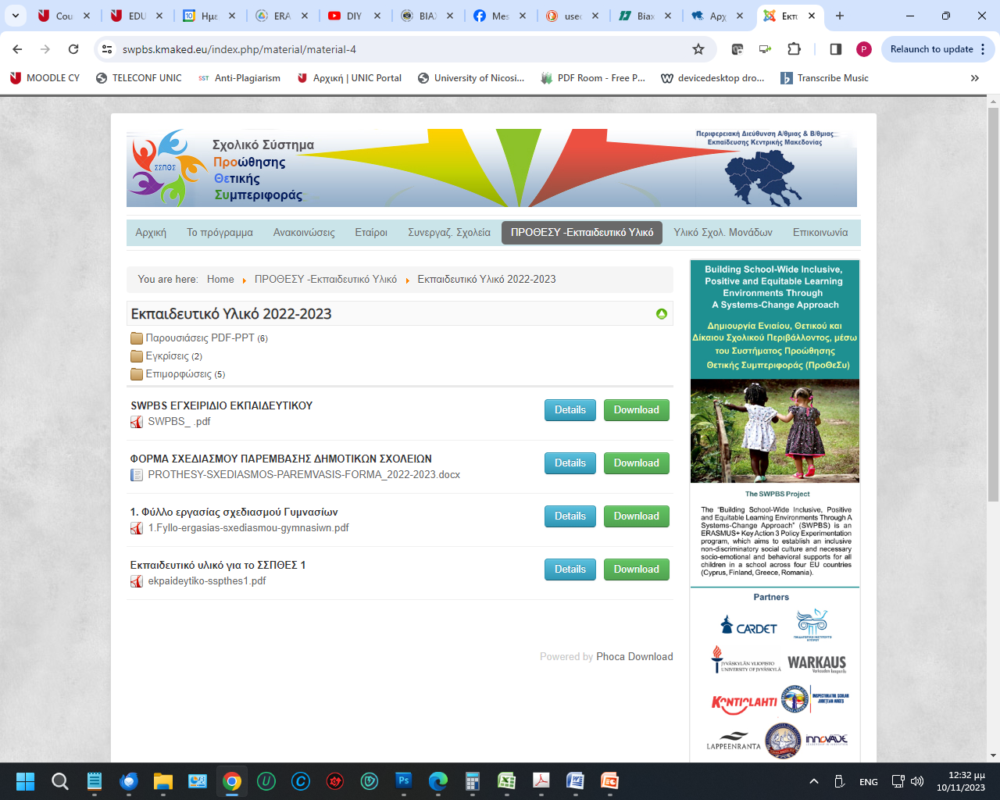 Cou
EDU
Ημε
ERA
DIY
BIA
Mes
used
Biax
Αρχ
Εκπ
swpbs.kmaked.eu/index.php/material/material-4
Relaunch to update
MOODLE CY
TELECONF UNIC
SST Anti-Plagiarism
Αρχική | UNIC Portal
University of Nicosi...
PDF Room - Free P...
devicedesktop dro...
Transcribe Music
ΣΣΠΘΣ
Σχολικό Σύστημα
Προώθησης
Θετικής
Συμπεριφοράς
Περιφερειακή Διεύθυνση Α/θμιας & Β/θμιας
Εκπαίδευσης Κεντρικής Μακεδονίας
Αρχική
Το πρόγραμμα
Ανακοινώσεις
Εταίροι
Συνεργαζ. Σχολεία
ΠΡΟΘΕΣΥ -Εκπαιδευτικό Υλικό
Υλικό Σχολ. Μονάδων
Επικοινωνία
You are here: Home ΠΡΟΘΕΣΥ -Εκπαιδευτικό Υλικό Εκπαιδευτικό Υλικό 2022-2023
Εκπαιδευτικό Υλικό 2022-2023
Παρουσιάσεις PDF-PPT (6)
Εγκρίσεις (2)
Επιμορφώσεις (5)
SWPBS ΕΓΧΕΙΡΙΔΙΟ ΕΚΠΑΙΔΕΥΤΙΚΟΥ
SWPBS_ .pdf
Details
Download
ΦΟΡΜΑ ΣΧΕΔΙΑΣΜΟΥ ΠΑΡΕΜΒΑΣΗΣ ΔΗΜΟΤΙΚΩΝ ΣΧΟΛΕΙΩΝ
PROTHESY-SXEDIASMOS-PAREMVASIS-FORMA_2022-2023.docx
Details
Download
1. Φύλλο εργασίας σχεδιασμού Γυμνασίων
1.Fyllo-ergasias-sxediasmou-gymnasiwn.pdf
Details
Download
Εκπαιδευτικό υλικό για το ΣΣΠΘΕΣ 1
ekpaideytiko-sspthes1.pdf
Details
Download
Powered by Phoca Download
Building School-Wide Inclusive,
Positive and Equitable Learning
Environments Through
A Systems-Change Approach
Δημιουργία Ενιαίου, Θετικού και
Δίκαιου Σχολικού Περιβάλλοντος, μέσω
του Συστήματος Προώθησης
Θετικής Συμπεριφοράς (ΠροΘεΣυ)
The SWPBS Project
The "Building School-Wide Inclusive, Positive
and Equitable Learning Environments Through A
Systems-Change Approach" (SWPBS) is an
ERASMUS+ Key Action 3 Policy Experimentation
program, which aims to establish an inclusive
non-discriminatory social culture and necessary
socio-emotional and behavioral supports for all
children in a school across four EU countries
(Cyprus, Finland, Greece, Romania).
Partners
CARDET
ΠΑΙΔΑΓΩΓΙΚΟ ΙΝΣΤΙΤΟΥΤΟ
ΚΥΠΡΟΥ
JYVÄSKYLÄN YLIOPISTO
UNIVERSITY OF JYVÄSKYLÄ
WARKAUS
Varkauden kaupunki
KONTIOLAHTI
INSPECTORATUL ȘCOLAR
JUDEȚEAN ARGEȘ
LAPPEENRANTA
INNOVADE
ENG
12:32 μμ
10/11/2023